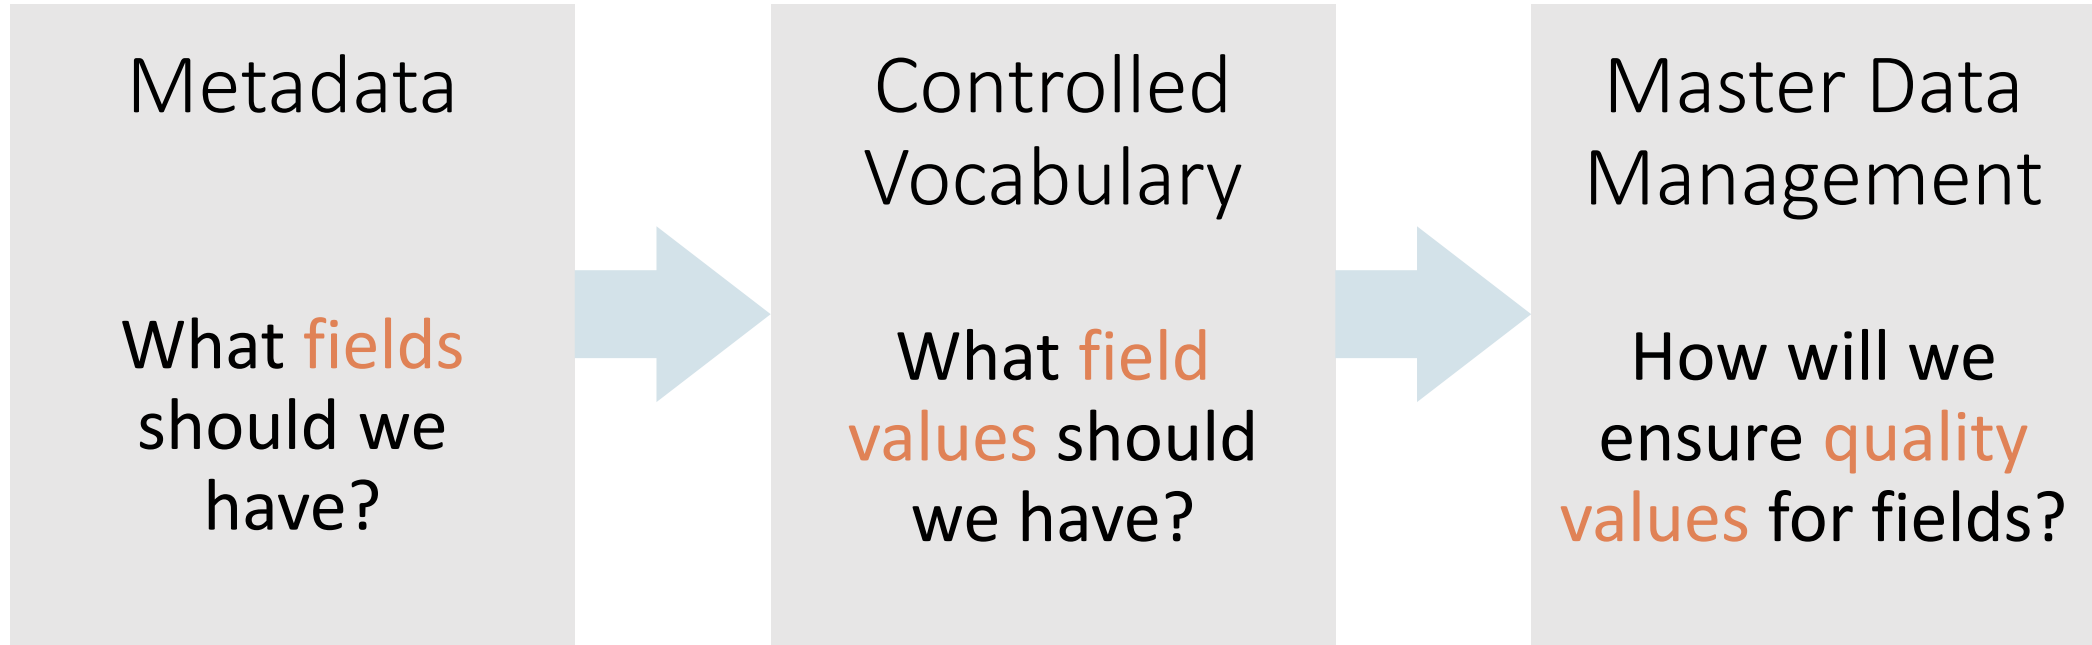 Metadata
What fields
should we
have?
Controlled
Vocabulary
What field
values should
we have?
Master Data
Management
How will we
ensure quality
values for fields?